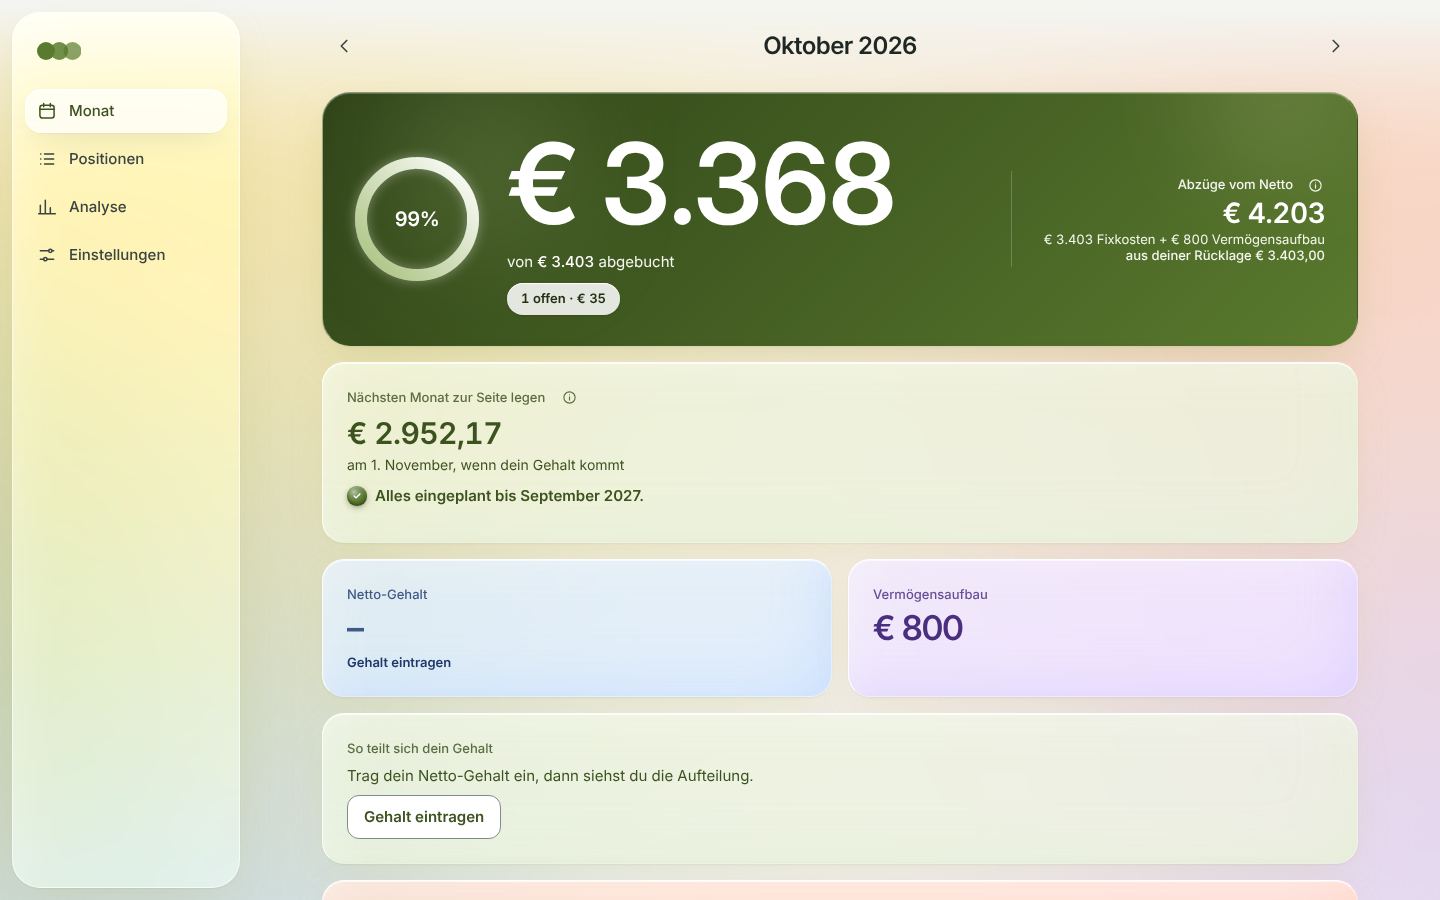 Oktober 2026
Monat
Positionen
Analyse
Einstellungen
99%
€ 3.368
von € 3.403 abgebucht
1 offen · € 35
Abzüge vom Netto
€ 4.203
€ 3.403 Fixkosten + € 800 Vermögensaufbau
aus deiner Rücklage € 3.403,00
Nächsten Monat zur Seite legen
€ 2.952,17
am 1. November, wenn dein Gehalt kommt
Alles eingeplant bis September 2027.
Netto-Gehalt
–
Gehalt eintragen
Vermögensaufbau
€ 800
So teilt sich dein Gehalt
Trag dein Netto-Gehalt ein, dann siehst du die Aufteilung.
Gehalt eintragen